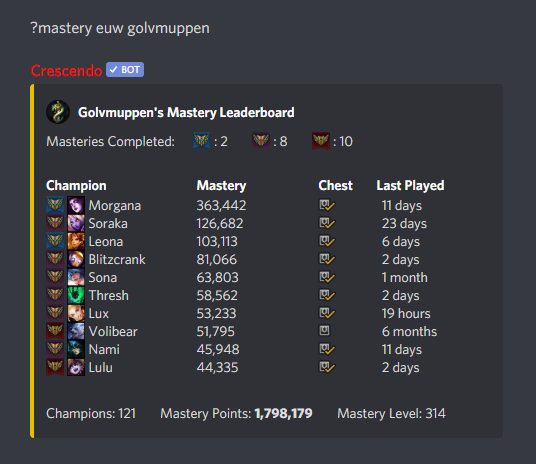 ?mastery euw golvmuppen
Crescendo BOT
Golvmuppen's Mastery Leaderboard
Masteries Completed: : 2 : 8 : 10
Champion Mastery Chest Last Played
Morgana 363,442 11 days
Soraka 126,682 23 days
Leona 103,113 6 days
Blitzcrank 81,066 2 days
Sona 63,803 1 month
Thresh 58,562 2 days
Lux 53,233 19 hours
Volibear 51,795 6 months
Nami 45,948 11 days
Lulu 44,335 2 days
Champions: 121 Mastery Points: 1,798,179 Mastery Level: 314